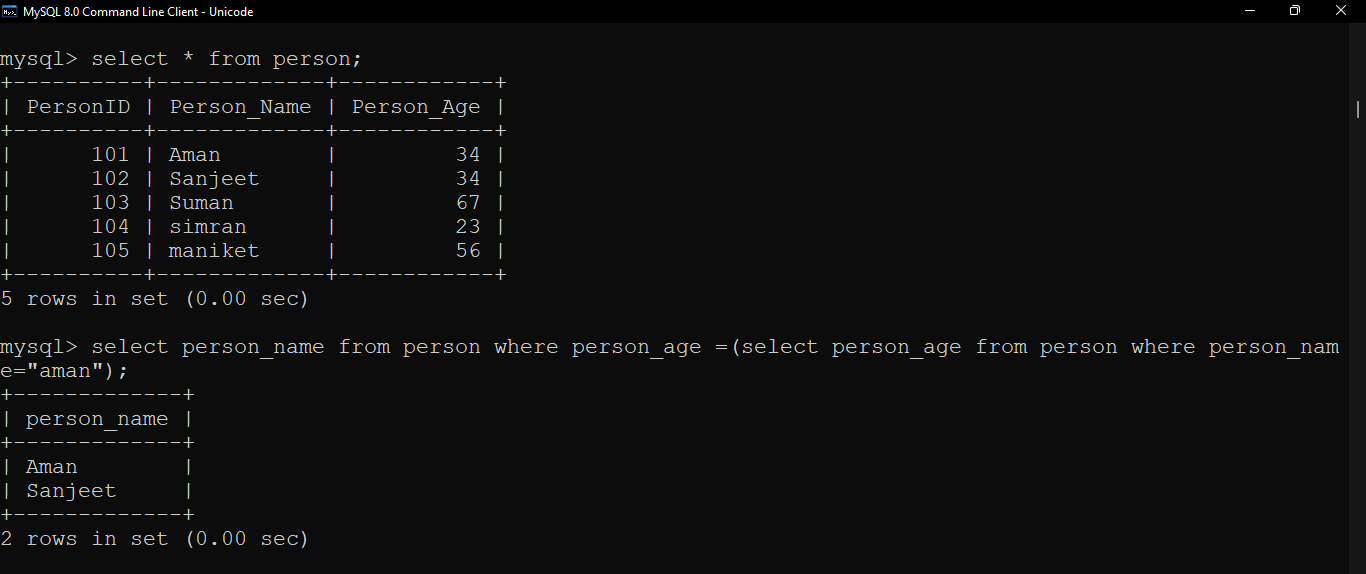 MySQL 8.0 Command Line Client - Unicode
mysql> select * from person;
+----------+-------------+------------+
| PersonID | Person_Name | Person_Age |
+----------+-------------+------------+
|      101 | Aman        |         34 |
|      102 | Sanjeet     |         34 |
|      103 | Suman       |         67 |
|      104 | simran      |         23 |
|      105 | maniket     |         56 |
+----------+-------------+------------+
5 rows in set (0.00 sec)
mysql> select person_name from person where person_age =(select person_age from person where person_nam
e="aman");
+-------------+
| person_name |
+-------------+
| Aman        |
| Sanjeet     |
+-------------+
2 rows in set (0.00 sec)